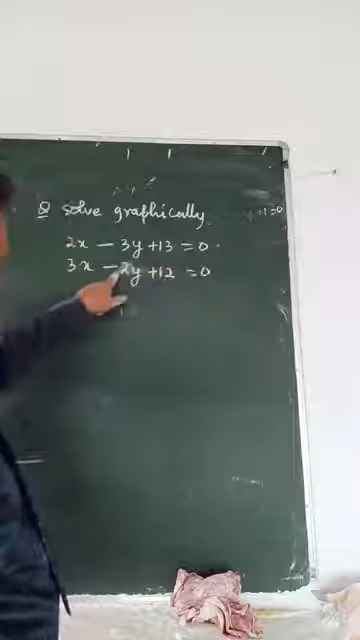 Q solve graphically
2x - 3y + 13 = 0
3x - 2y + 12 = 0